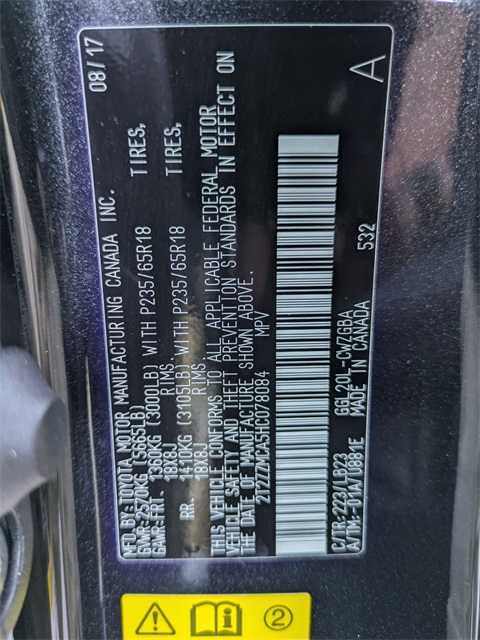 MFD.BY:TOYOTA MOTOR MANUFACTURING CANADA INC. 08/17
GVWR:2570KG (5665LB)
GAWR:FRT. 1360KG (3000LB) WITH P235/65R18 TIRES,
18X8J RIMS
RR. 1410KG (3105LB) WITH P235/65R18 TIRES,
18X8J RIMS
THIS VEHICLE CONFORMS TO ALL APPLICABLE FEDERAL MOTOR
VEHICLE SAFETY AND THEFT PREVENTION STANDARDS IN EFFECT ON
THE DATE OF MANUFACTURE SHOWN ABOVE.
2T2ZZMCA5HC078084 MPV
C/TR:223/LB23 GGL20L-CWZGBA A
A/TM:-01A/0881E MADE IN CANADA 532
2